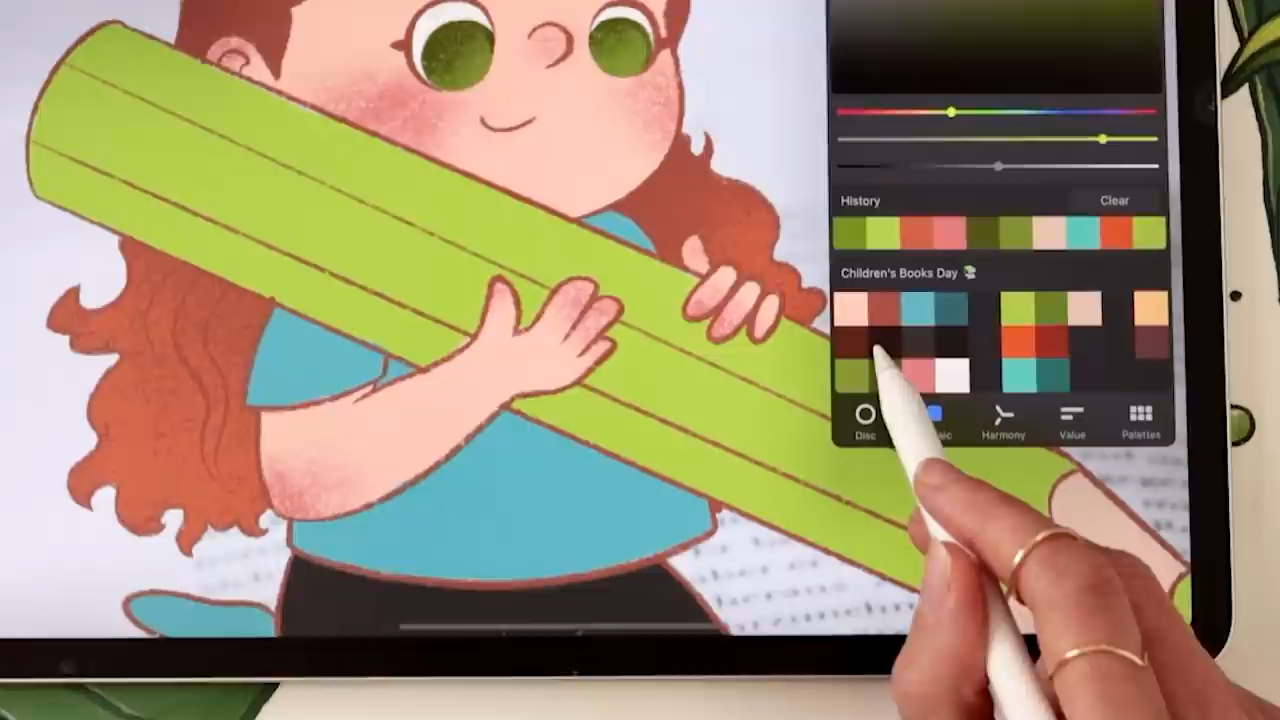 History
Clear
Children's Books Day
Disc
Harmony
Value
Palettes